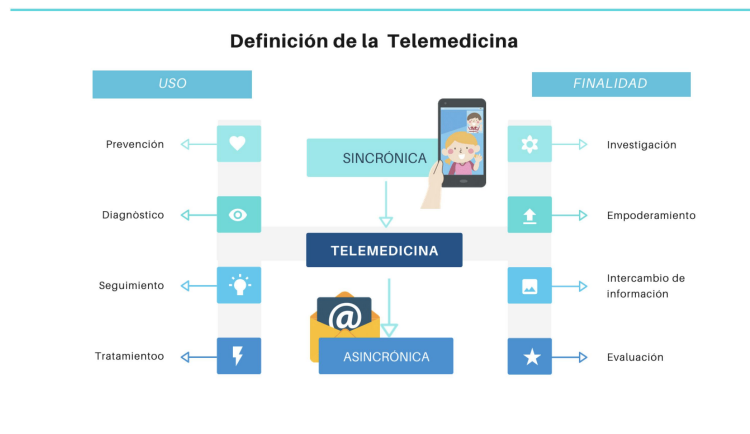 Definición de la Telemedicina
USO
FINALIDAD
Prevención
SINCRÓNICA
Investigación
Diagnóstico
Empoderamiento
TELEMEDICINA
Seguimiento
Intercambio de
información
@
Tratamientoo
ASINCRÓNICA
Evaluación